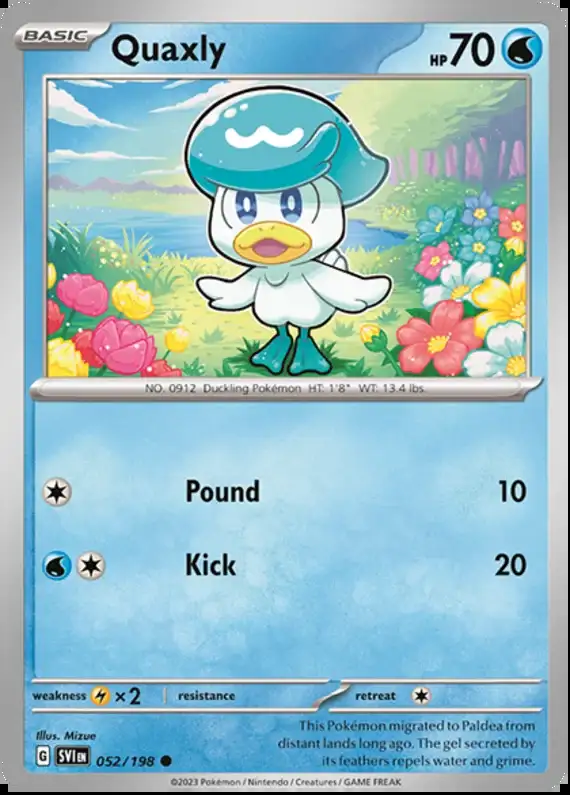 BASIC Quaxly HP 70
NO. 0912 Duckling Pokémon HT: 1'8" WT: 13.4 lbs.
Pound 10
Kick 20
weakness ×2 resistance retreat
Illus. Mizue
This Pokémon migrated to Paldea from
distant lands long ago. The gel secreted by
its feathers repels water and grime.
G SVI EN 052/198
©2023 Pokémon / Nintendo / Creatures / GAME FREAK